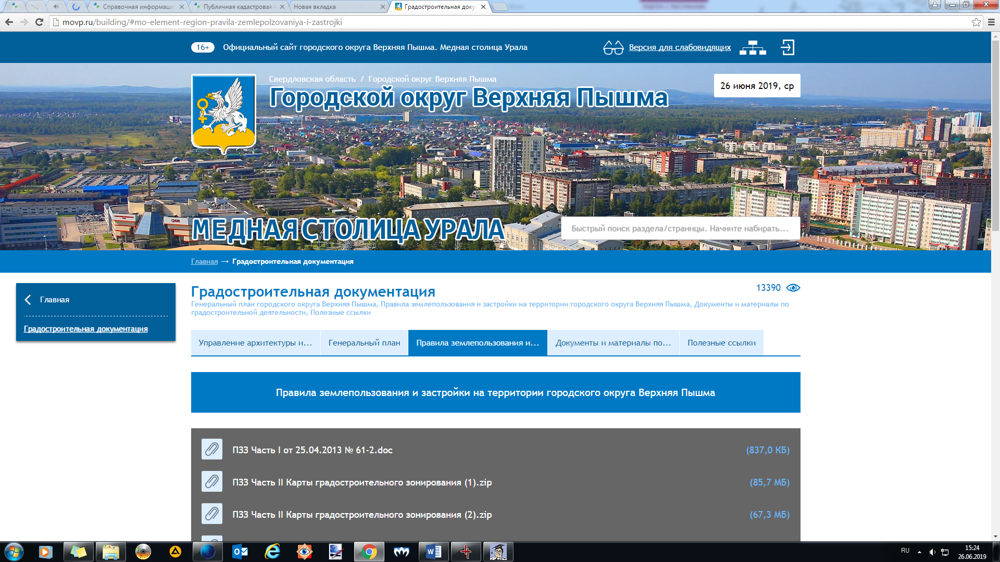 Справочная информаци
Публичная кадастровая
Новая вкладка
Градостроительная доку
movp.ru/building/#mo-element-region-pravila-zemlepolzovaniya-i-zastrojki
16+
Официальный сайт городского округа Верхняя Пышма. Медная столица Урала
Версия для слабовидящих
Свердловская область / Городской округ Верхняя Пышма
Городской округ Верхняя Пышма
26 июня 2019, ср
МЕДНАЯ СТОЛИЦА УРАЛА
Быстрый поиск раздела/страницы. Начните набирать...
Главная → Градостроительная документация
Главная
Градостроительная документация
Градостроительная документация
13390
Генеральный план городского округа Верхняя Пышма, Правила землепользования и застройки на территории городского округа Верхняя Пышма, Документы и материалы по
градостроительной деятельности, Полезные ссылки
Управление архитектуры и...
Генеральный план
Правила землепользования и...
Документы и материалы по...
Полезные ссылки
Правила землепользования и застройки на территории городского округа Верхняя Пышма
ПЗЗ Часть I от 25.04.2013 № 61-2.doc
(837,0 КБ)
ПЗЗ Часть II Карты градостроительного зонирования (1).zip
(85,7 МБ)
ПЗЗ Часть II Карты градостроительного зонирования (2).zip
(67,3 МБ)
RU
15:24
26.06.2019